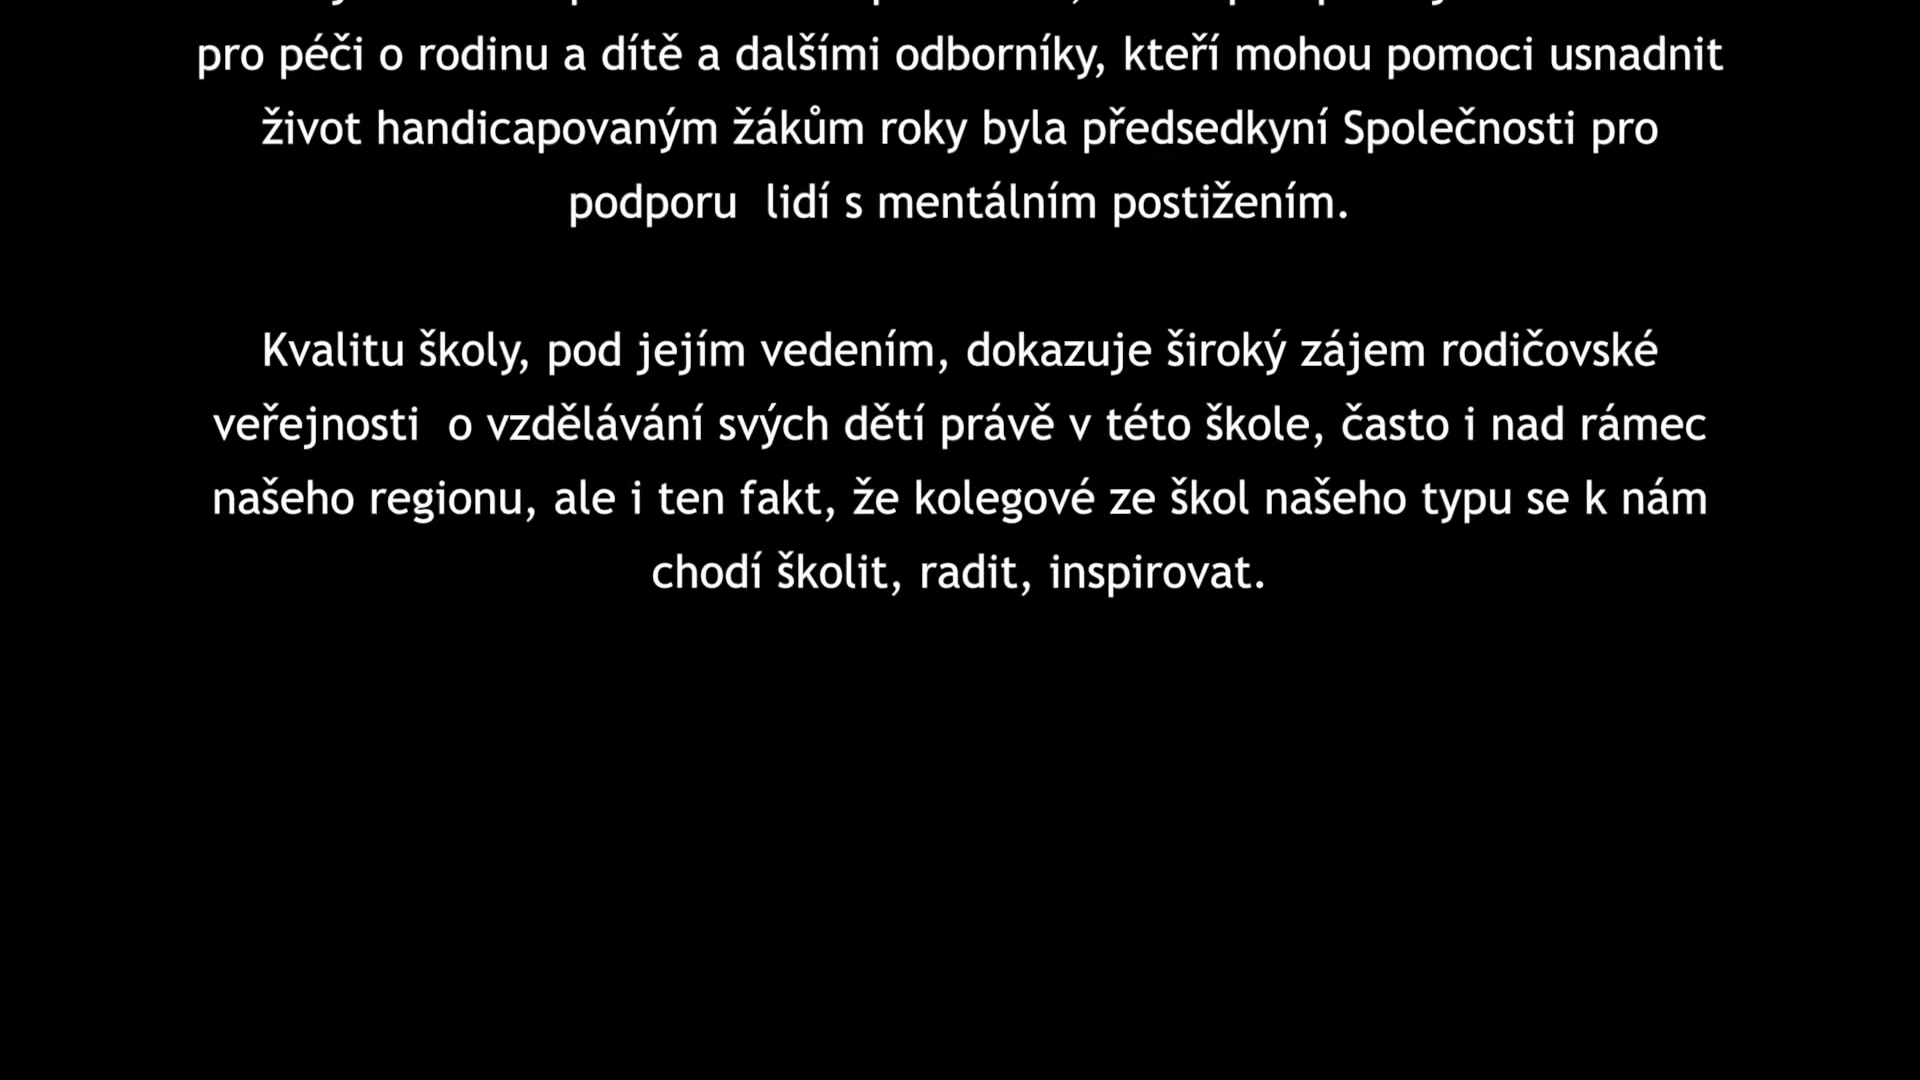 pro péči o rodinu a dítě a dalšími odborníky, kteří mohou pomoci usnadnit
život handicapovaným žákům roky byla předsedkyní Společnosti pro
podporu  lidí s mentálním postižením.
Kvalitu školy, pod jejím vedením, dokazuje široký zájem rodičovské
veřejnosti  o vzdělávání svých dětí právě v této škole, často i nad rámec
našeho regionu, ale i ten fakt, že kolegové ze škol našeho typu se k nám
chodí školit, radit, inspirovat.